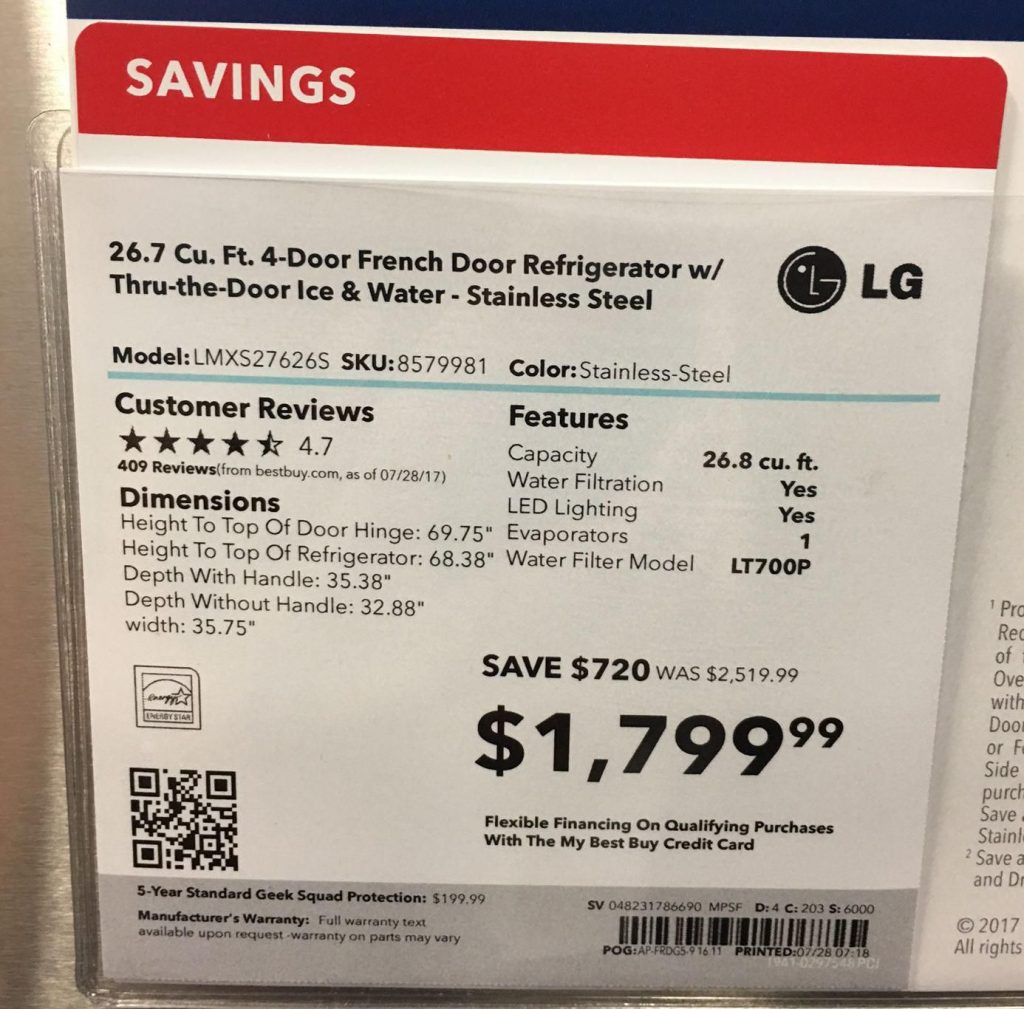 SAVINGS
26.7 Cu. Ft. 4-Door French Door Refrigerator w/
Thru-the-Door Ice & Water - Stainless Steel
LG
Model:LMXS27626S SKU:8579981 Color:Stainless-Steel
Customer Reviews
4.7
409 Reviews(from bestbuy.com, as of 07/28/17)
Dimensions
Height To Top Of Door Hinge: 69.75"
Height To Top Of Refrigerator: 68.38"
Depth With Handle: 35.38"
Depth Without Handle: 32.88"
width: 35.75"
Features
Capacity 26.8 cu. ft.
Water Filtration Yes
LED Lighting Yes
Evaporators 1
Water Filter Model LT700P
energy
ENERGY STAR
SAVE $720 WAS $2,519.99
$1,799⁹⁹
Flexible Financing On Qualifying Purchases
With The My Best Buy Credit Card
5-Year Standard Geek Squad Protection: $199.99
Manufacturer's Warranty: Full warranty text
available upon request -warranty on parts may vary
SV 048231786690 MPSF D:4 C:203 S:6000
POG:AP-FRDG5-9 16.11 PRINTED:07/28 07:18
¹ Pro
of
Ove
with
Door
or
Side
purch
Save
² Save a
and Dr
© 2017
All rights